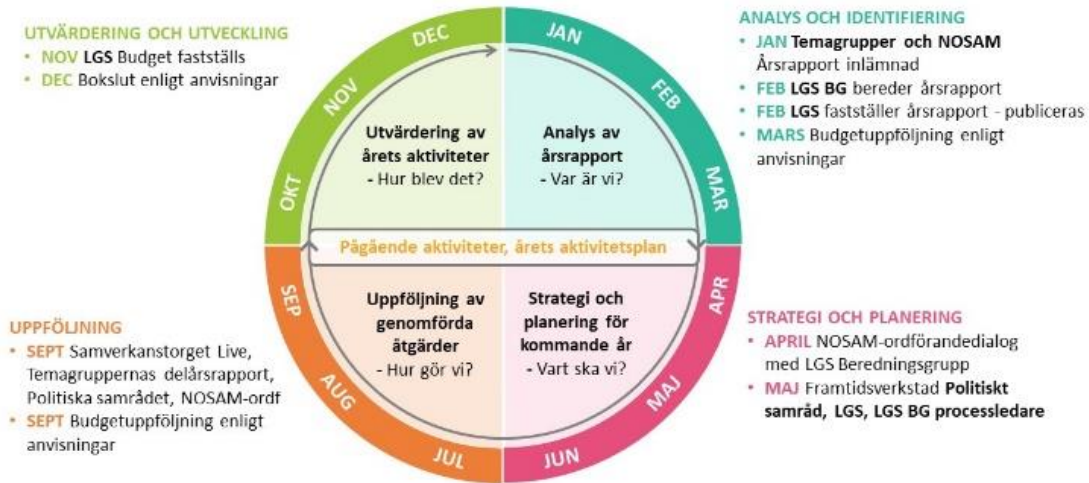 UTVÄRDERING OCH UTVECKLING
• NOV LGS Budget fastställs
• DEC Bokslut enligt anvisningar
ANALYS OCH IDENTIFIERING
• JAN Temagrupper och NOSAM
Årsrapport inlämnad
• FEB LGS BG bereder årsrapport
• FEB LGS fastställer årsrapport - publiceras
• MARS Budgetuppföljning enligt
anvisningar
JAN
FEB
MAR
APR
MAJ
JUN
JUL
AUG
SEP
OKT
NOV
DEC
Utvärdering av
årets aktiviteter
- Hur blev det?
Analys av
årsrapport
- Var är vi?
Pågående aktiviteter, årets aktivitetsplan
Uppföljning av
genomförda
åtgärder
- Hur gör vi?
Strategi och
planering för
kommande år
- Vart ska vi?
UPPFÖLJNING
• SEPT Samverkanstorget Live,
Temagruppernas delårsrapport,
Politiska samrådet, NOSAM-ordf
• SEPT Budgetuppföljning enligt
anvisningar
STRATEGI OCH PLANERING
• APRIL NOSAM-ordförandedialog
med LGS Beredningsgrupp
• MAJ Framtidsverkstad Politiskt
samråd, LGS, LGS BG processledare